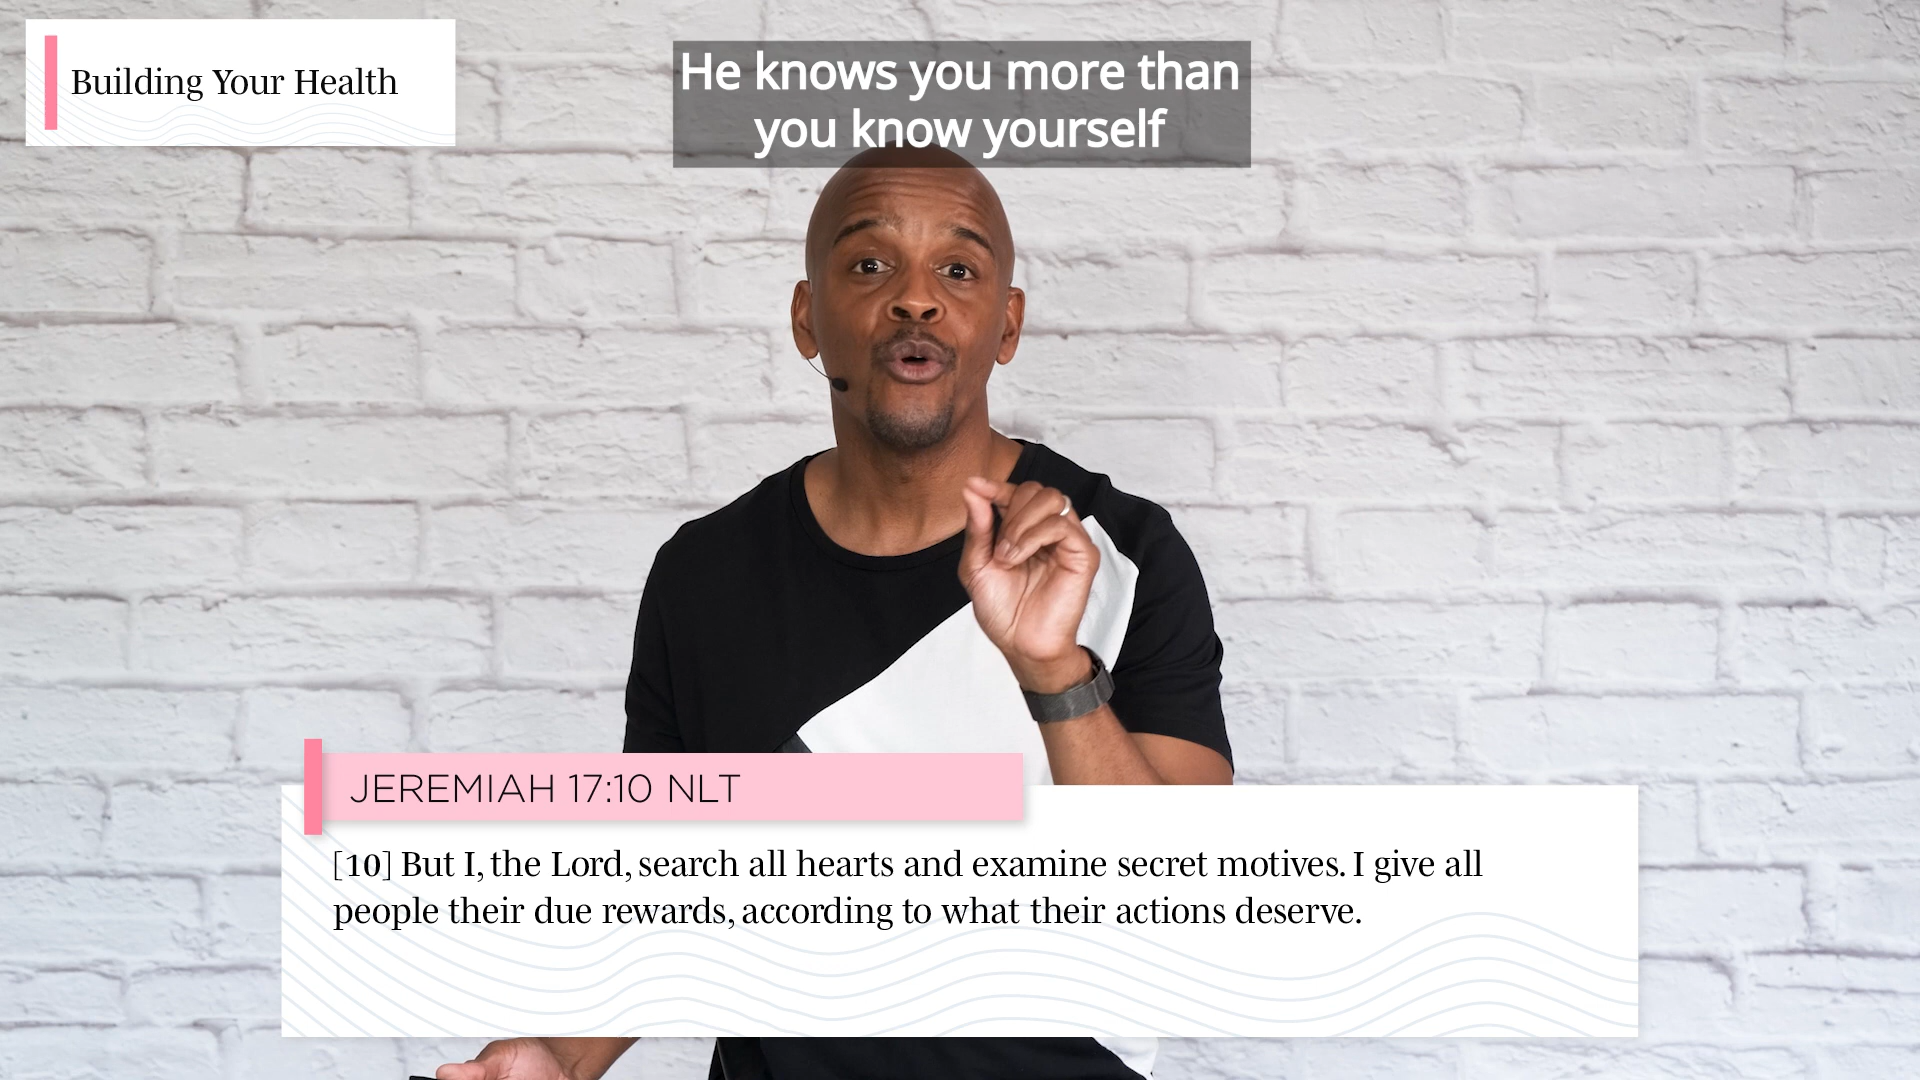 Building Your Health
He knows you more than
you know yourself
JEREMIAH 17:10 NLT
[10] But I, the Lord, search all hearts and examine secret motives. I give all
people their due rewards, according to what their actions deserve.